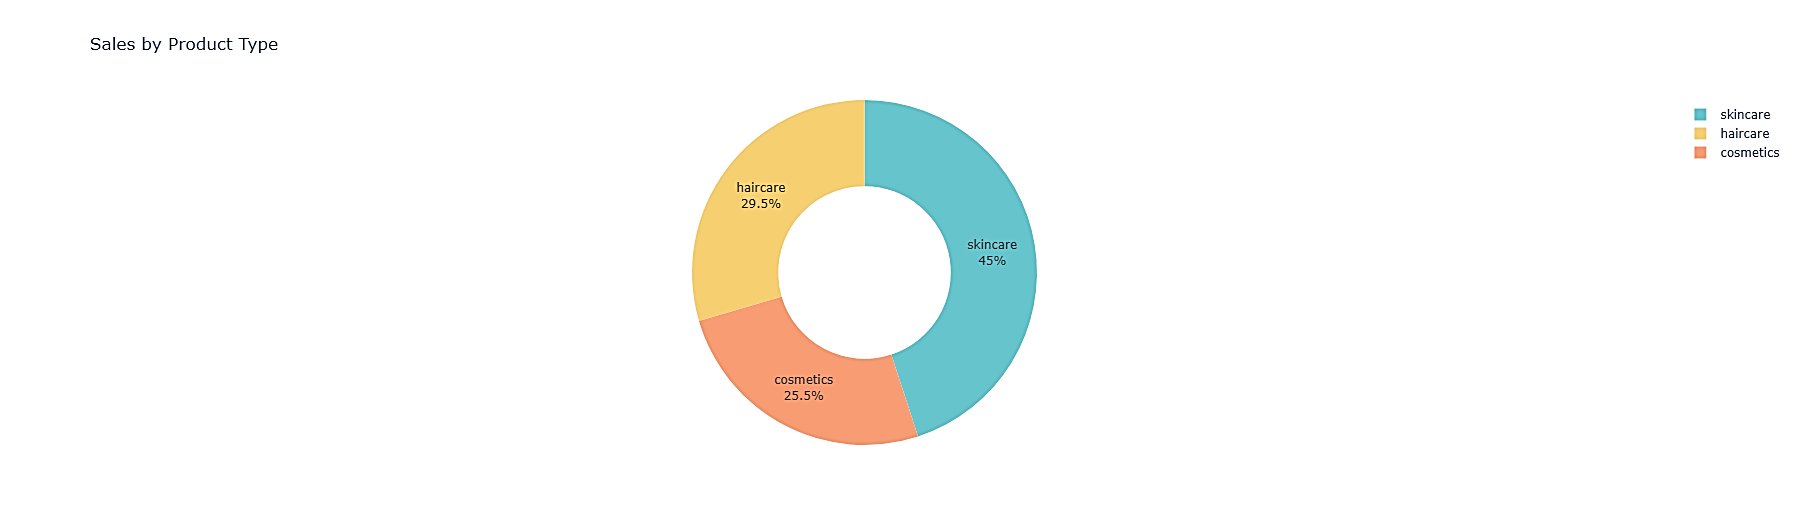 Sales by Product Type
skincare
haircare
cosmetics
haircare
29.5%
skincare
45%
cosmetics
25.5%